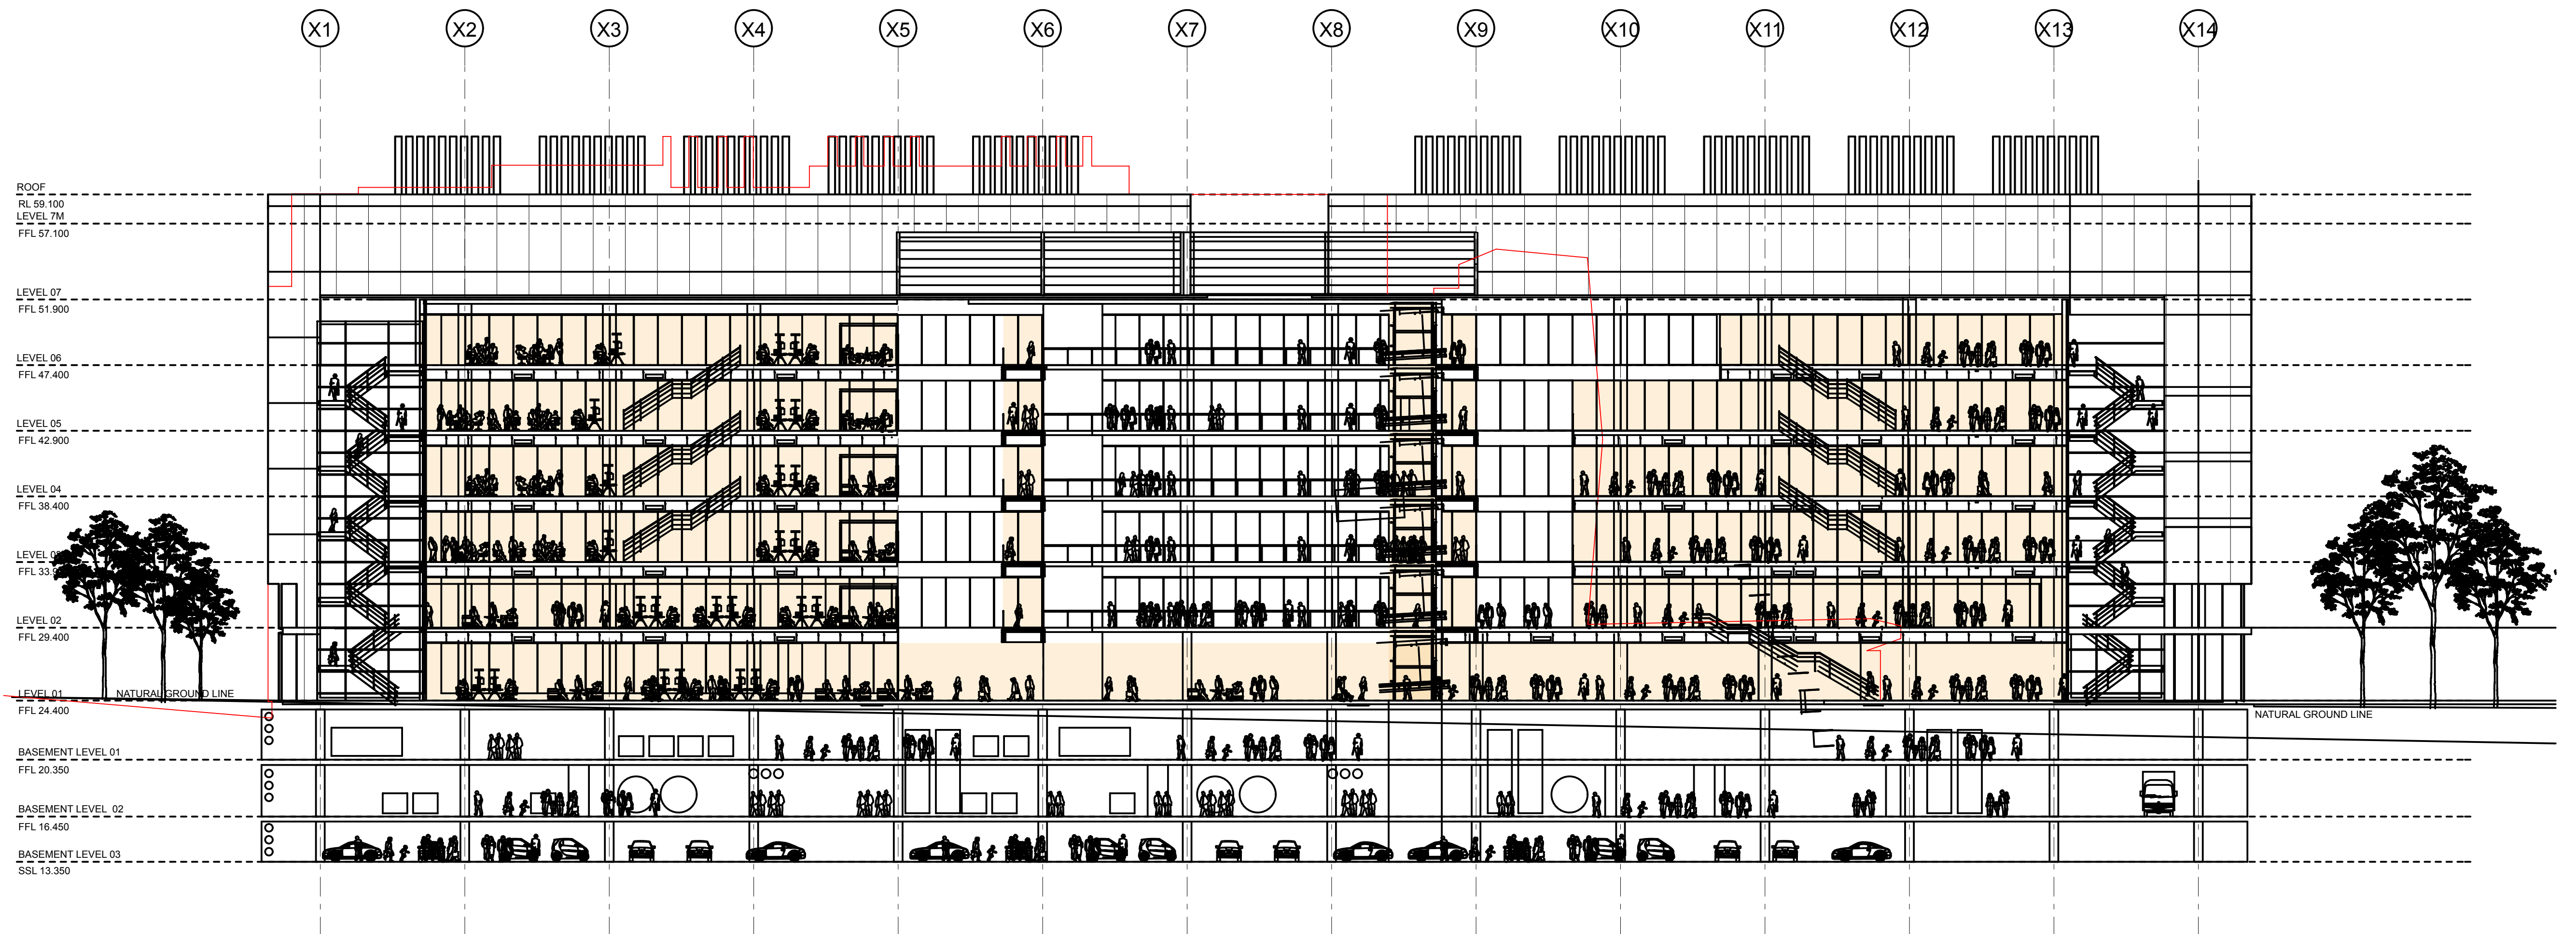 X1 X2 X3 X4 X5 X6 X7 X8 X9 X10 X11 X12 X13 X14
ROOF
RL 59.100
LEVEL 7M
FFL 57.100
LEVEL 07
FFL 51.900
LEVEL 06
FFL 47.400
LEVEL 05
FFL 42.900
LEVEL 04
FFL 38.400
LEVEL
FFL
LEVEL 02
FFL 29.400
LEVEL 01 NATURAL GROUND LINE
FFL 24.400
NATURAL GROUND LINE
BASEMENT LEVEL 01
FFL 20.350
BASEMENT LEVEL 02
FFL 16.450
BASEMENT LEVEL 03
SSL 13.350